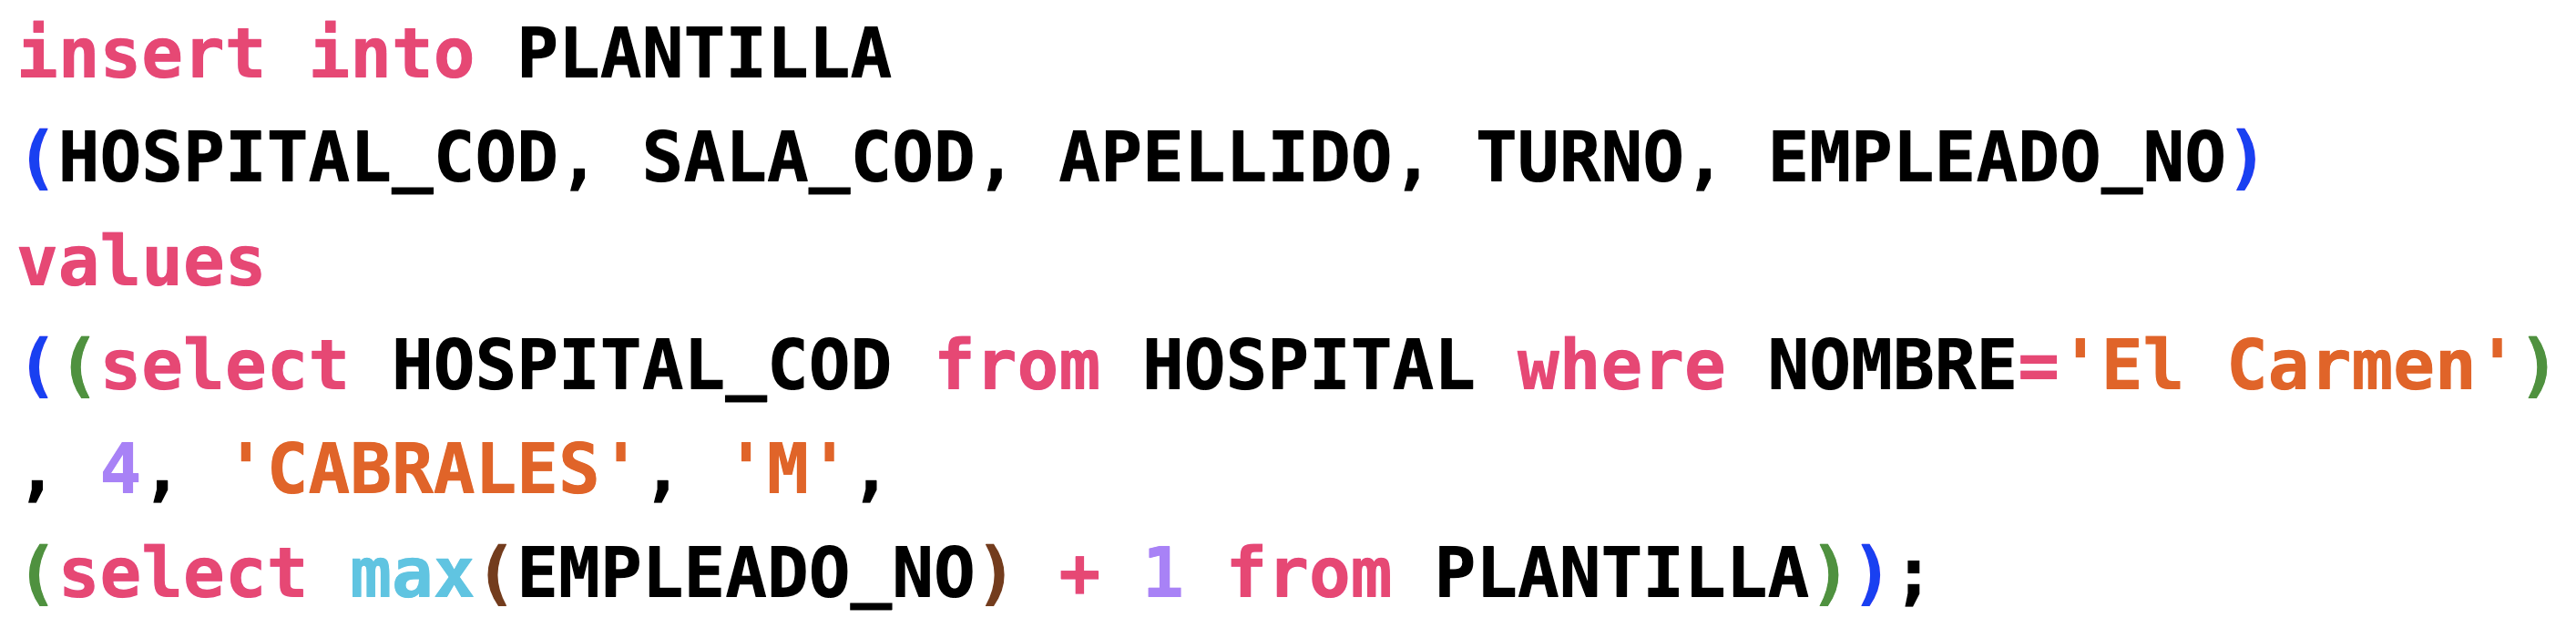 insert into PLANTILLA
(HOSPITAL_COD, SALA_COD, APELLIDO, TURNO, EMPLEADO_NO)
values
((select HOSPITAL_COD from HOSPITAL where NOMBRE='El Carmen')
, 4, 'CABRALES', 'M',
(select max(EMPLEADO_NO) + 1 from PLANTILLA));